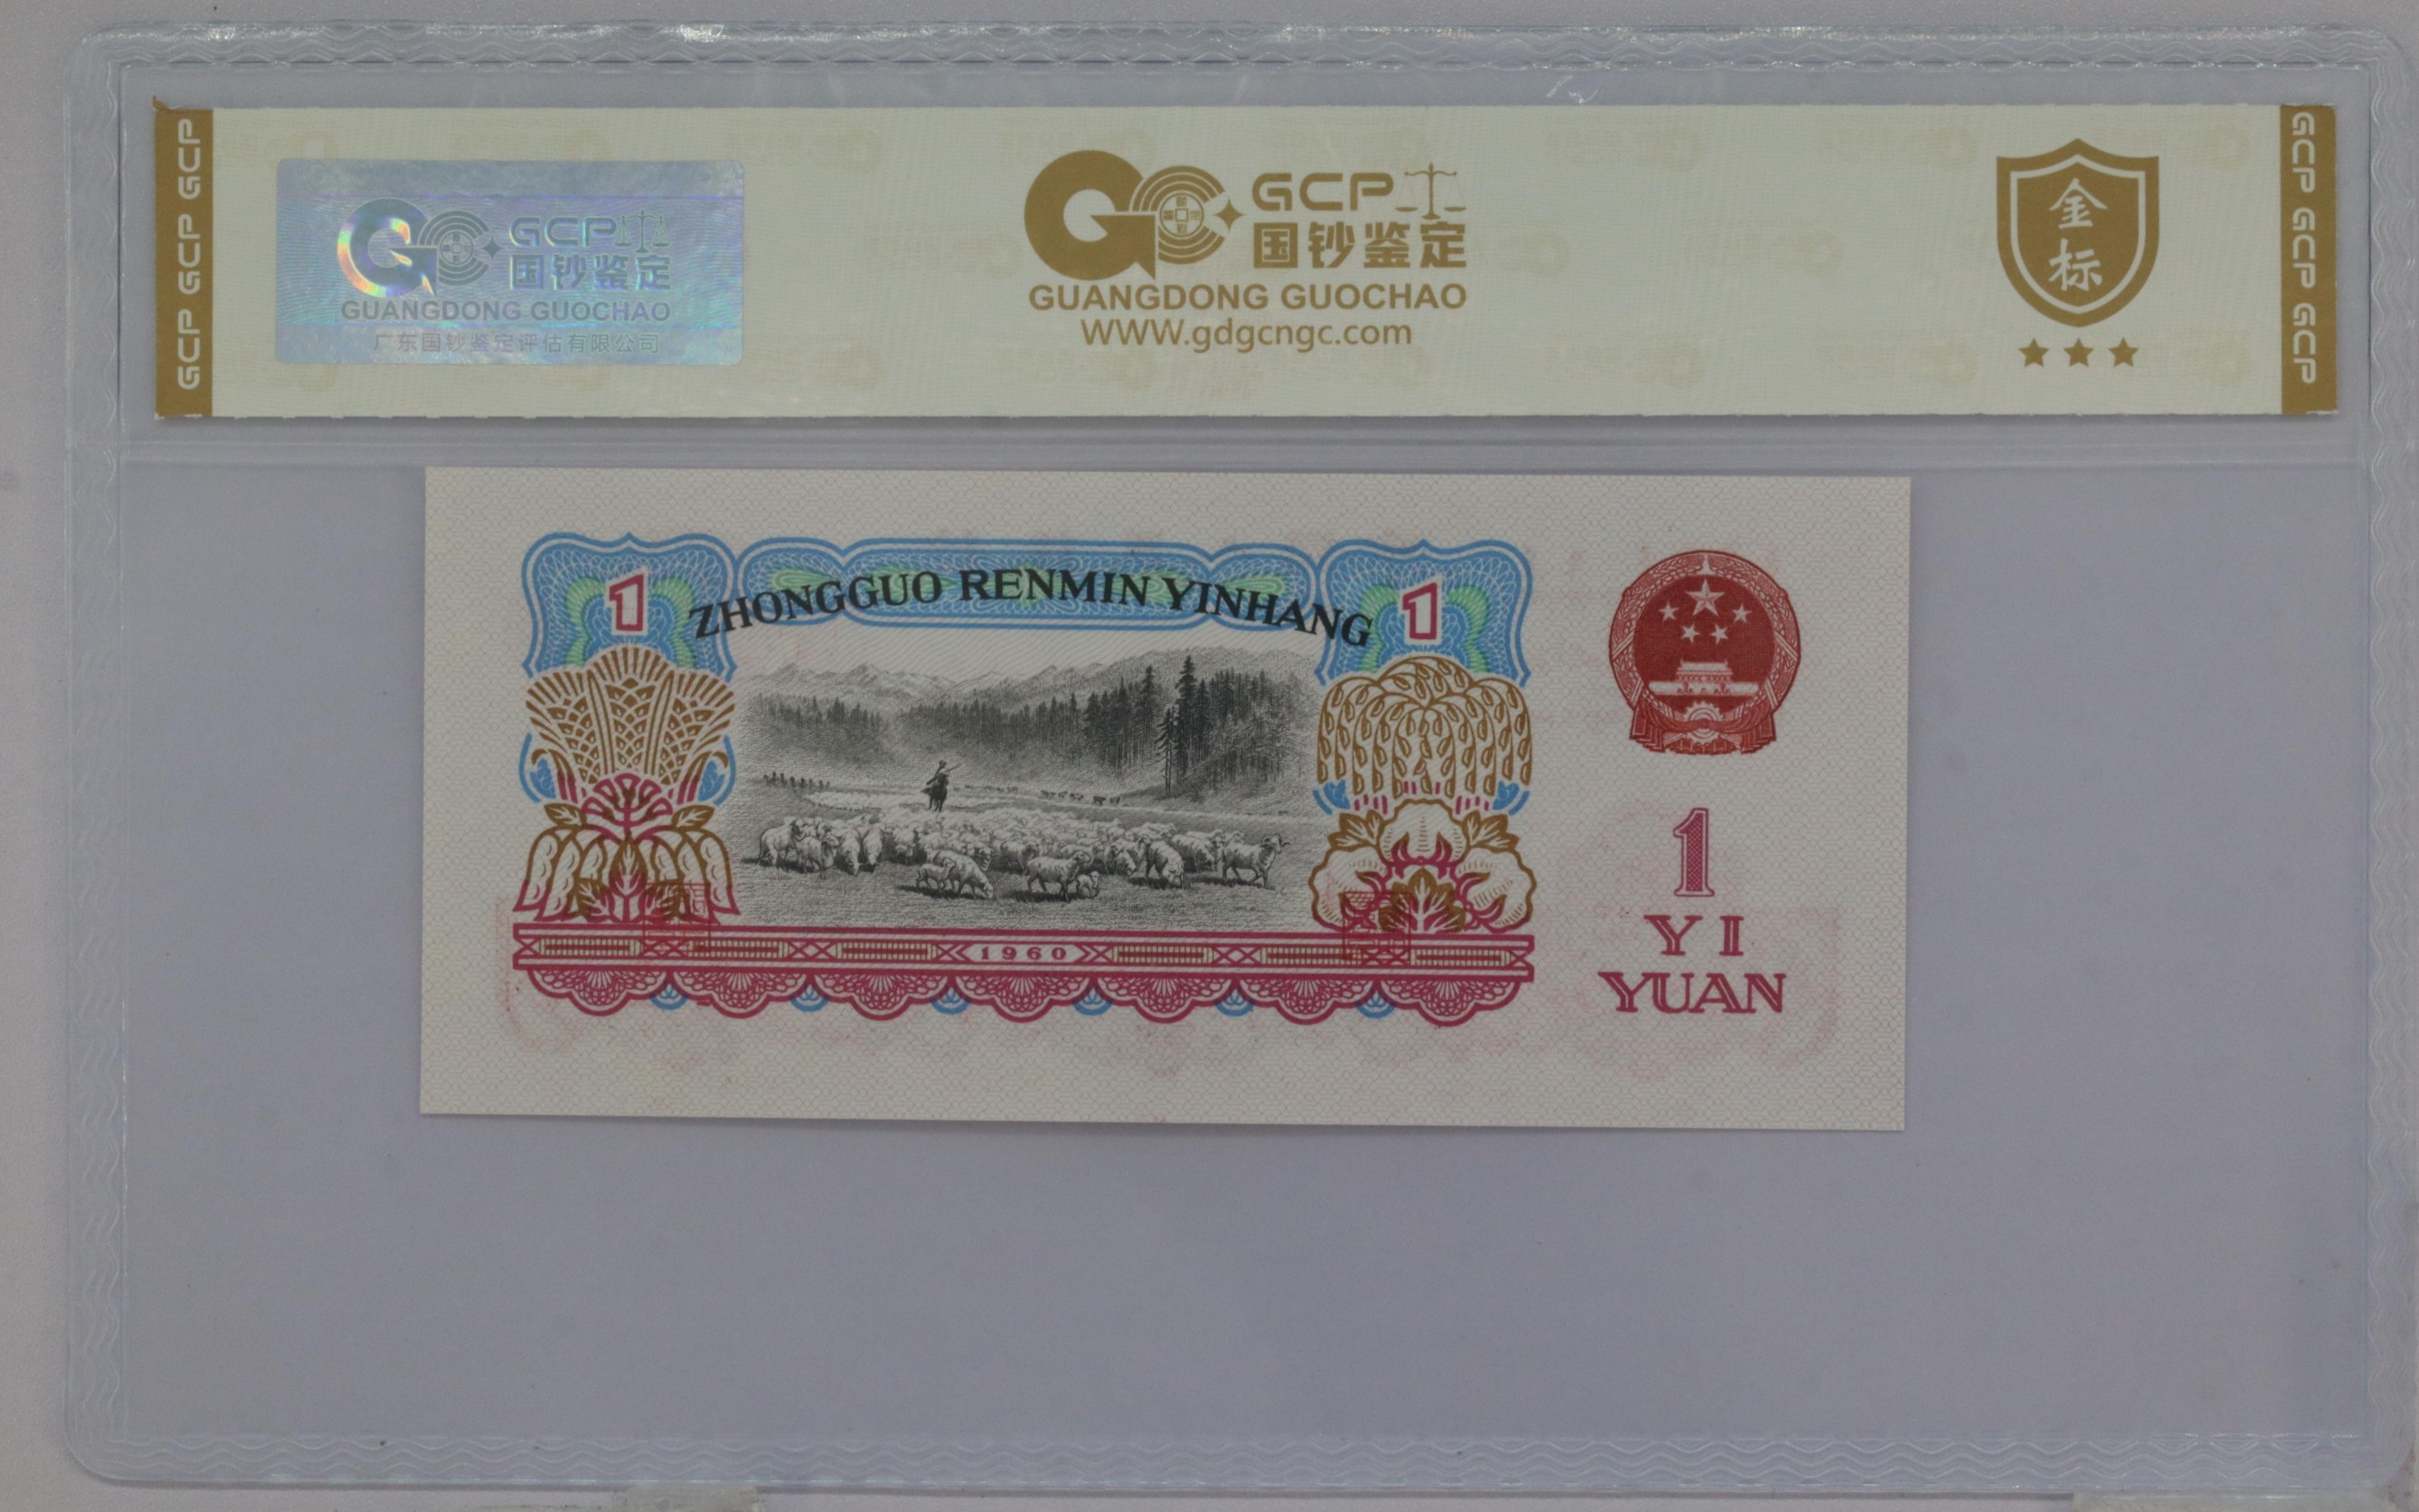 GCP GCP GCP
GCP
国钞鉴定
GUANGDONG GUOCHAO
广东国钞鉴定评估有限公司
GCP
国钞鉴定
GUANGDONG GUOCHAO
WWW.gdgcngc.com
金
标
GCP GCP GCP
1
ZHONGGUO RENMIN YINHANG
1
1960
1
YI
YUAN